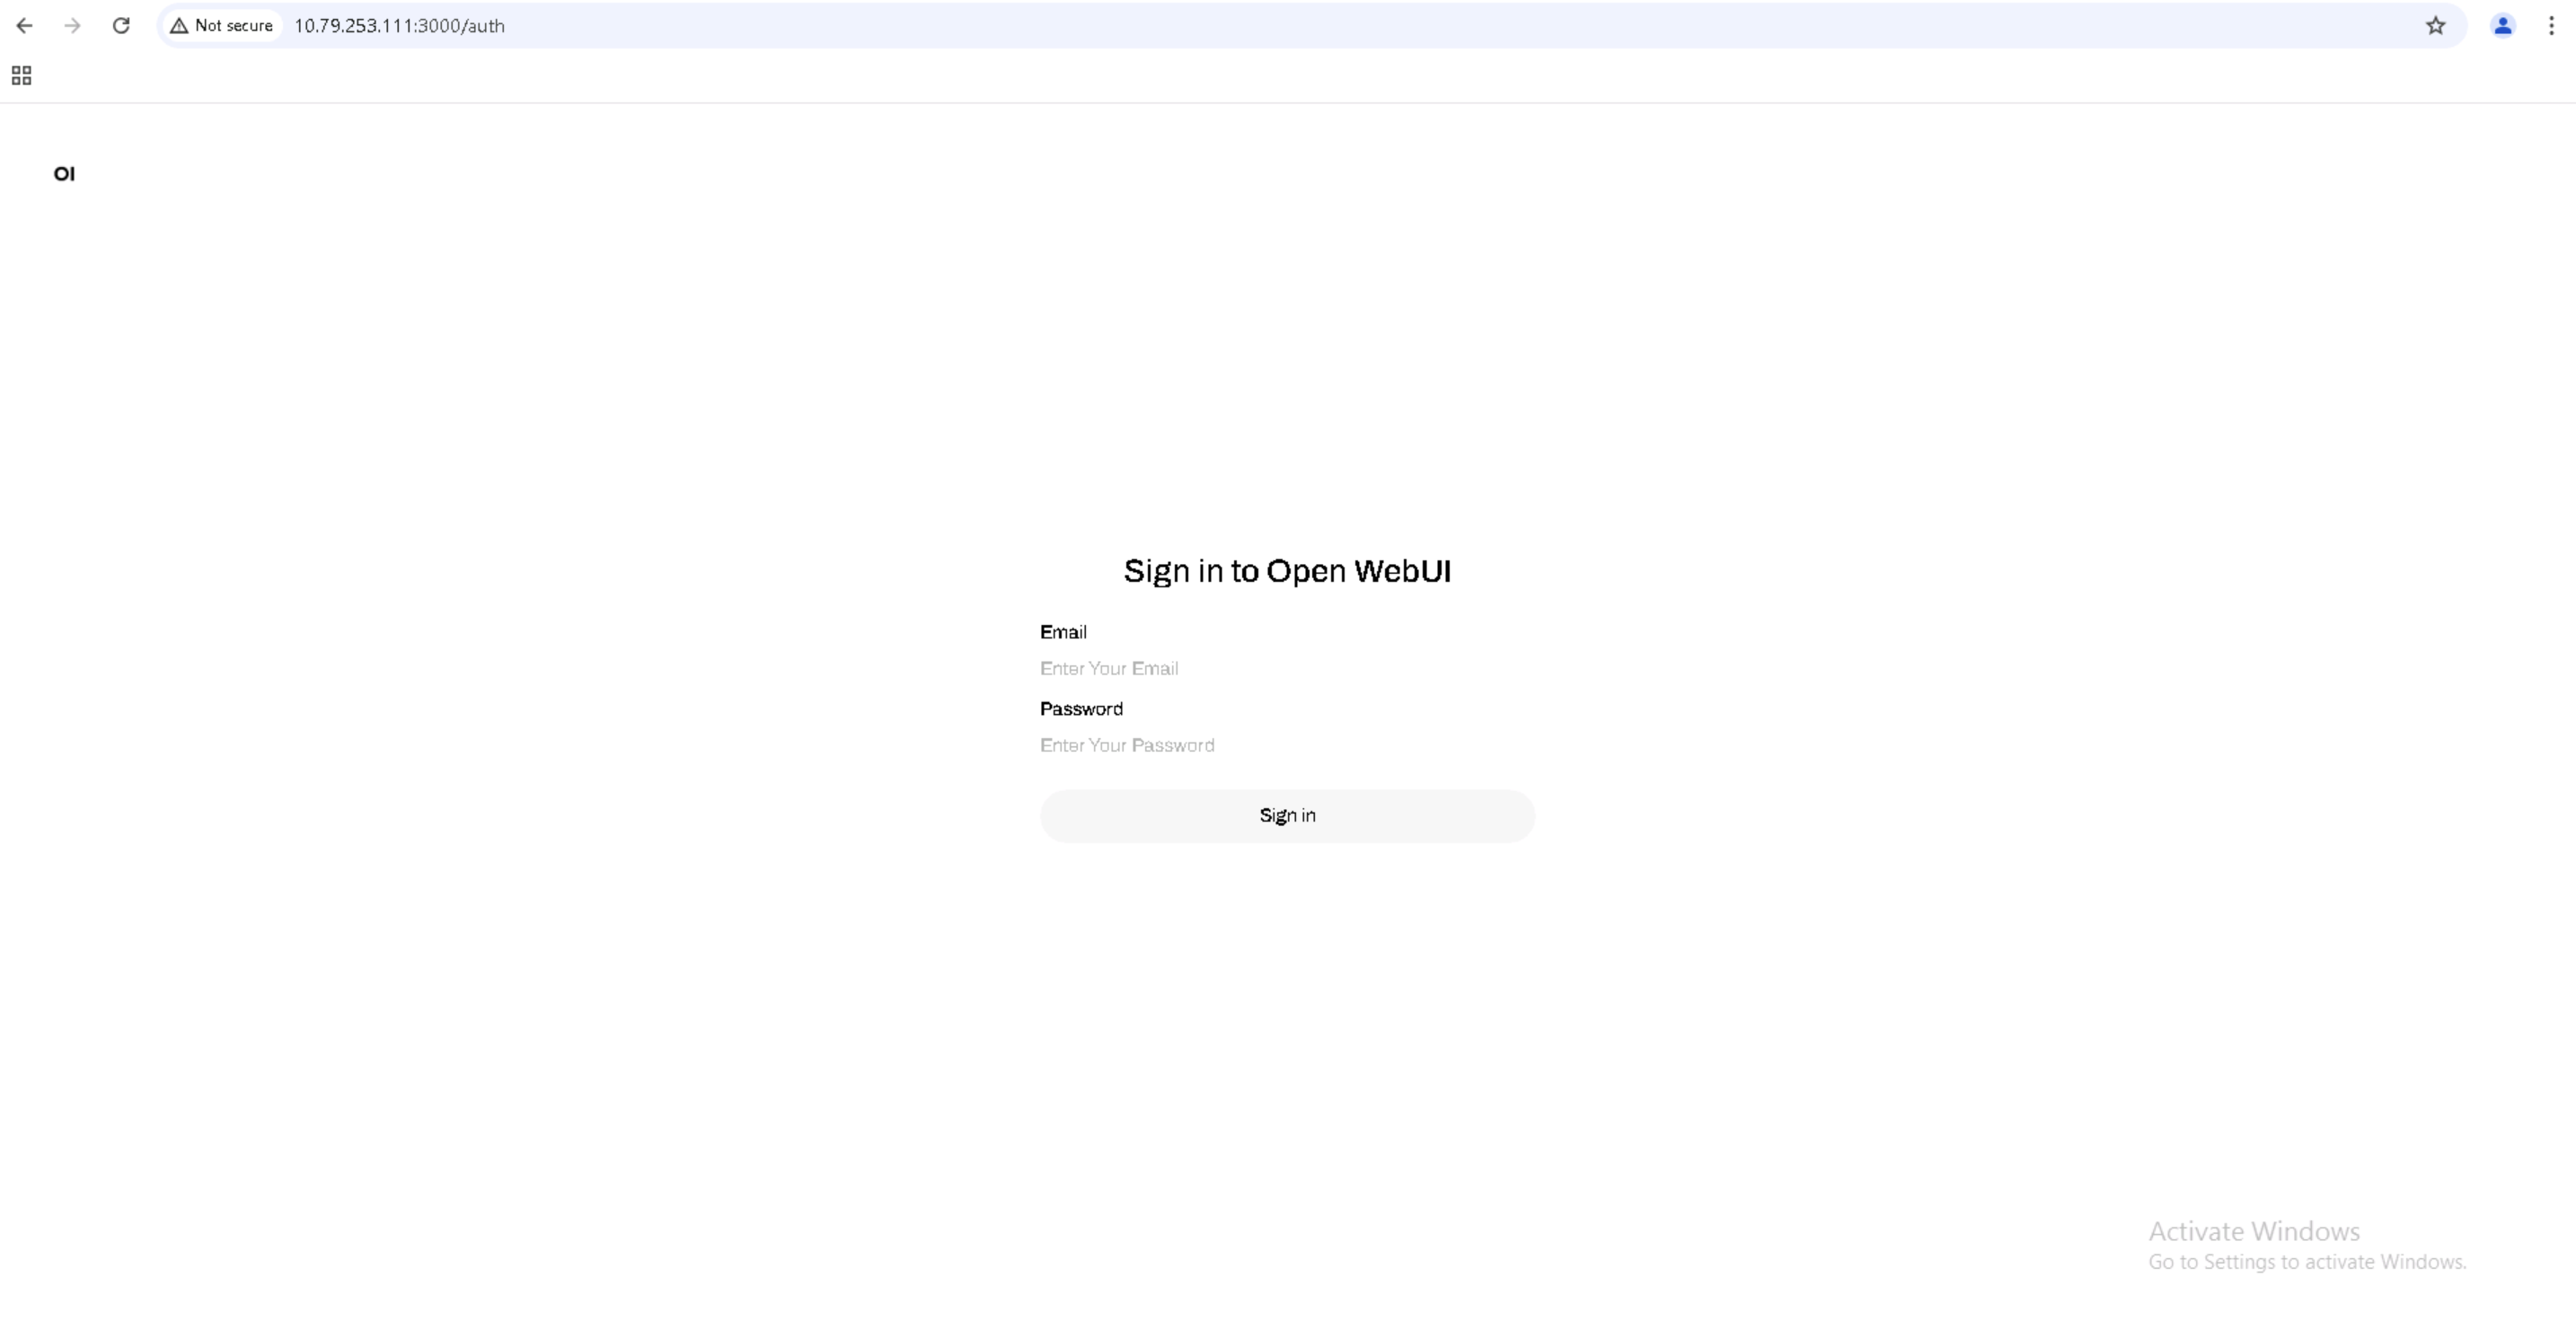 Not secure 10.79.253.111:3000/auth
OI
Sign in to Open WebUI
Email
Enter Your Email
Password
Enter Your Password
Sign in
Activate Windows
Go to Settings to activate Windows.